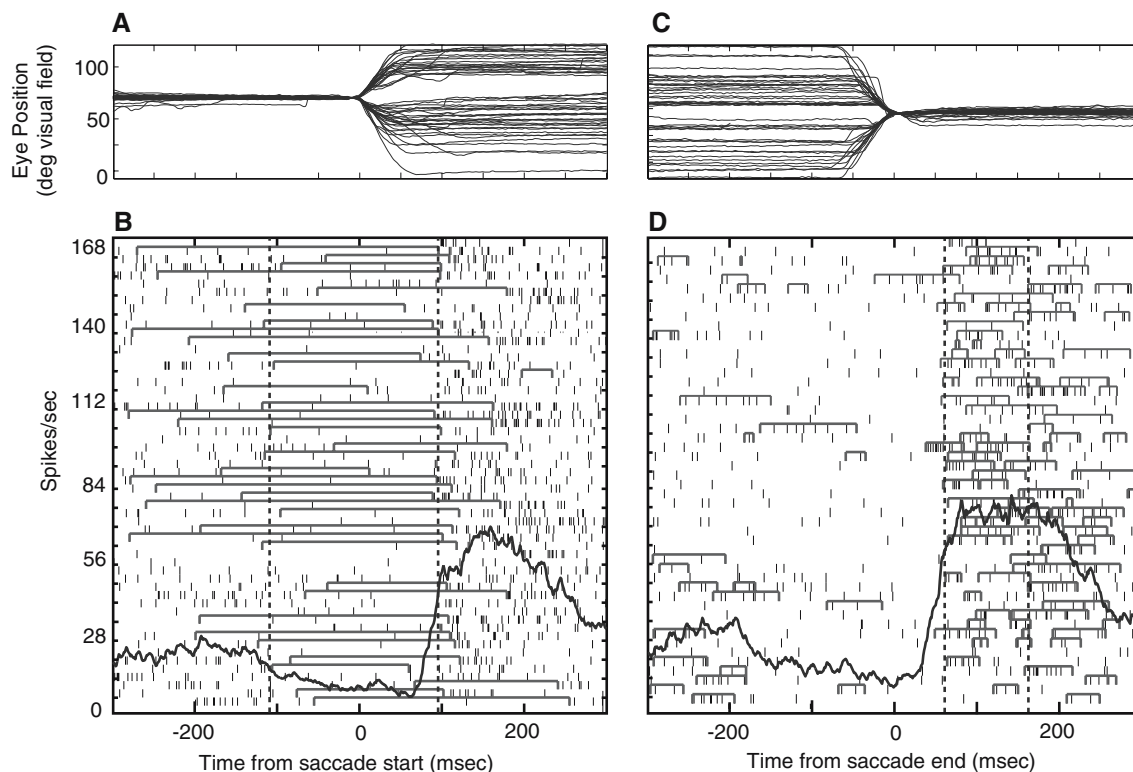 A
C
Eye Position
(deg visual field)
100
50
0
B
D
Spikes/sec
168
140
112
84
56
28
0
-200
0
200
-200
0
200
Time from saccade start (msec)
Time from saccade end (msec)